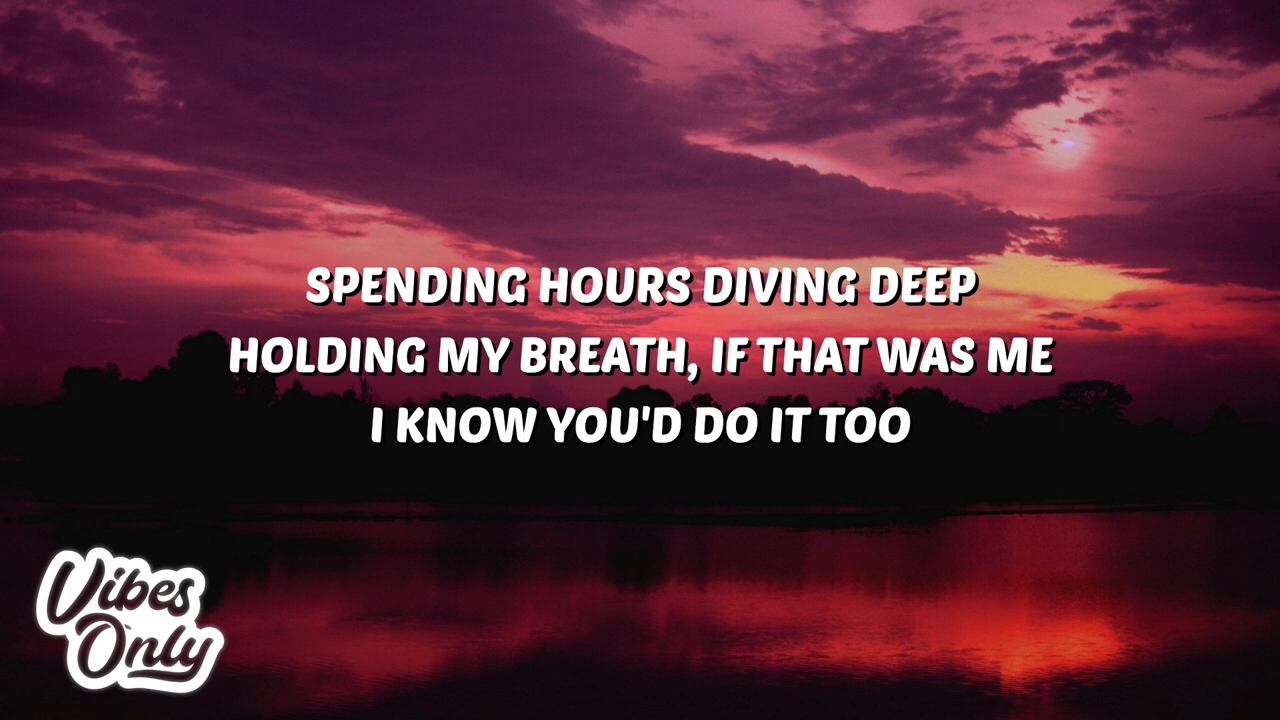 SPENDING HOURS DIVING DEEP
HOLDING MY BREATH, IF THAT WAS ME
I KNOW YOU'D DO IT TOO
Vibes
Only